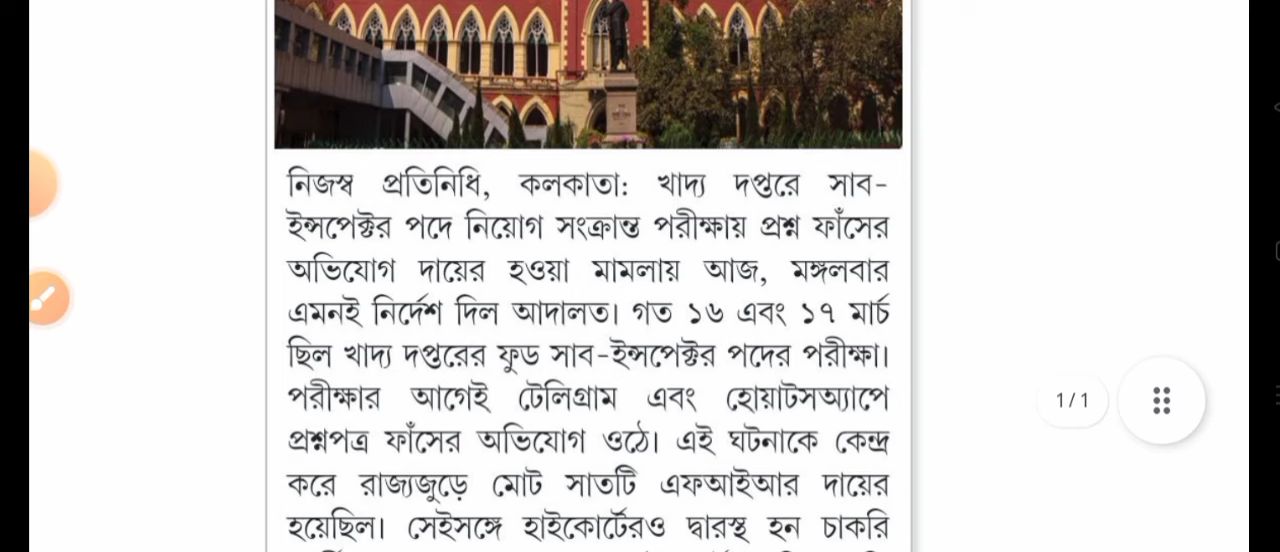 নিজস্ব প্রতিনিধি, কলকাতা: খাদ্য দপ্তরে সাব-
ইন্সপেক্টর পদে নিয়োগ সংক্রান্ত পরীক্ষায় প্রশ্ন ফাঁসের
অভিযোগ দায়ের হওয়া মামলায় আজ, মঙ্গলবার
এমনই নির্দেশ দিল আদালত। গত ১৬ এবং ১৭ মার্চ
ছিল খাদ্য দপ্তরের ফুড সাব-ইন্সপেক্টর পদের পরীক্ষা।
পরীক্ষার আগেই টেলিগ্রাম এবং হোয়াটসঅ্যাপে
প্রশ্নপত্র ফাঁসের অভিযোগ ওঠে। এই ঘটনাকে কেন্দ্র
করে রাজ্যজুড়ে মোট সাতটি এফআইআর দায়ের
হয়েছিল। সেইসঙ্গে হাইকোর্টেরও দ্বারস্থ হন চাকরি
1/1